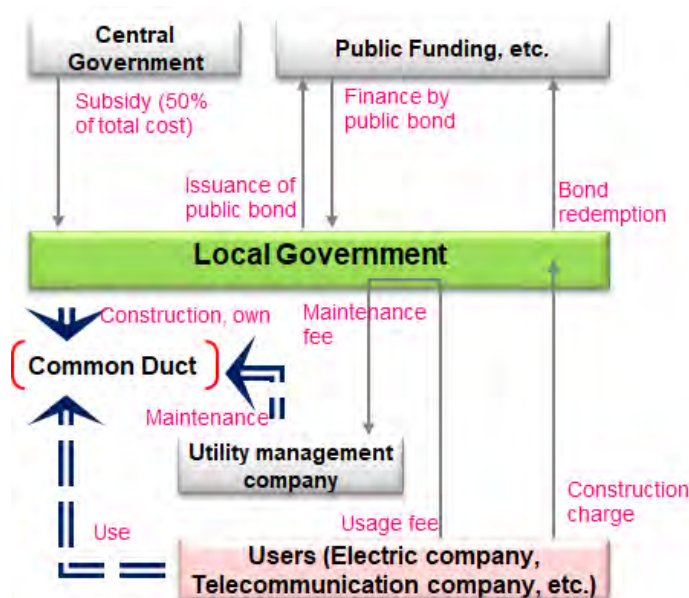 Central
Government
Public Funding, etc.
Subsidy (50%
of total cost)
Finance by
public bond
Issuance of
public bond
Bond
redemption
Local Government
Construction, own
Maintenance
fee
Common Duct
Maintenance
Utility management
company
Construction
charge
Use
Usage fee
Users (Electric company,
Telecommunication company, etc.)